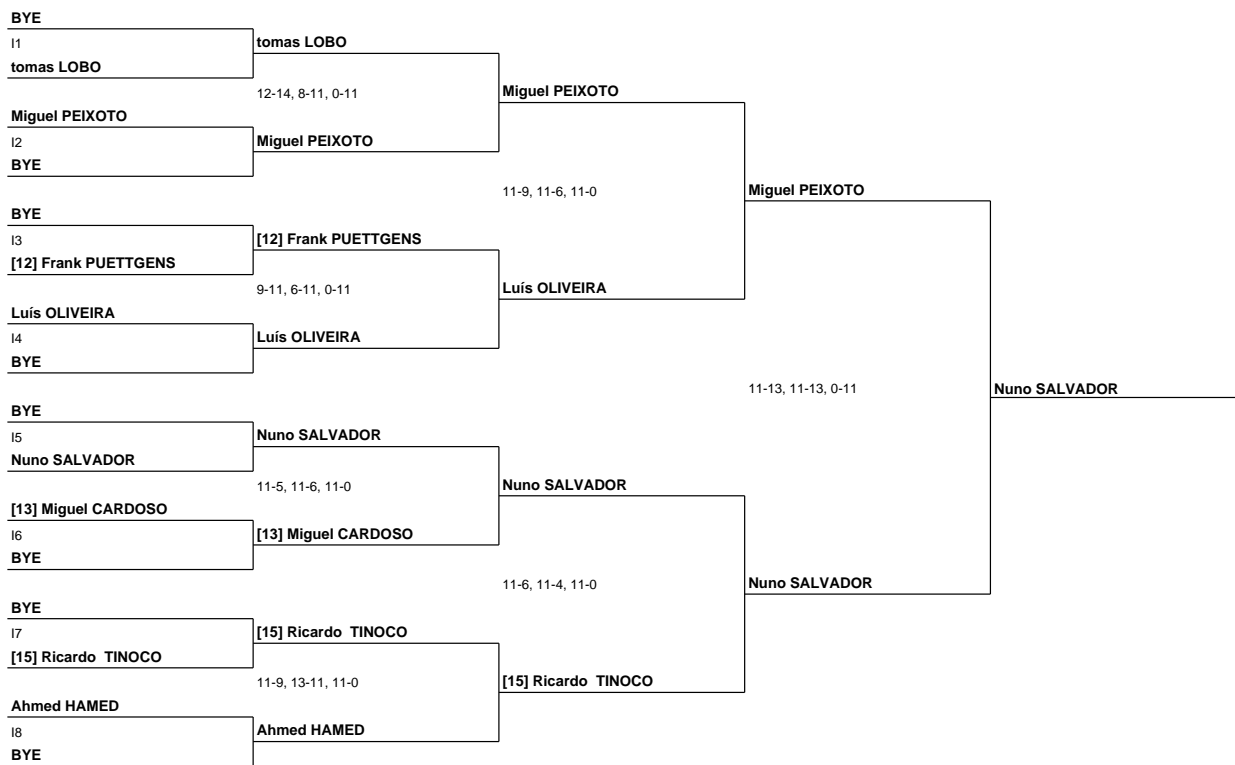 BYE
I1
tomas LOBO
tomas LOBO
12-14, 8-11, 0-11
Miguel PEIXOTO
Miguel PEIXOTO
I2
Miguel PEIXOTO
BYE
11-9, 11-6, 11-0
Miguel PEIXOTO
BYE
I3
[12] Frank PUETTGENS
[12] Frank PUETTGENS
9-11, 6-11, 0-11
Luís OLIVEIRA
Luís OLIVEIRA
I4
Luís OLIVEIRA
BYE
11-13, 11-13, 0-11
Nuno SALVADOR
BYE
I5
Nuno SALVADOR
Nuno SALVADOR
11-5, 11-6, 11-0
Nuno SALVADOR
[13] Miguel CARDOSO
I6
[13] Miguel CARDOSO
BYE
11-6, 11-4, 11-0
Nuno SALVADOR
BYE
I7
[15] Ricardo  TINOCO
[15] Ricardo  TINOCO
11-9, 13-11, 11-0
[15] Ricardo  TINOCO
Ahmed HAMED
I8
Ahmed HAMED
BYE